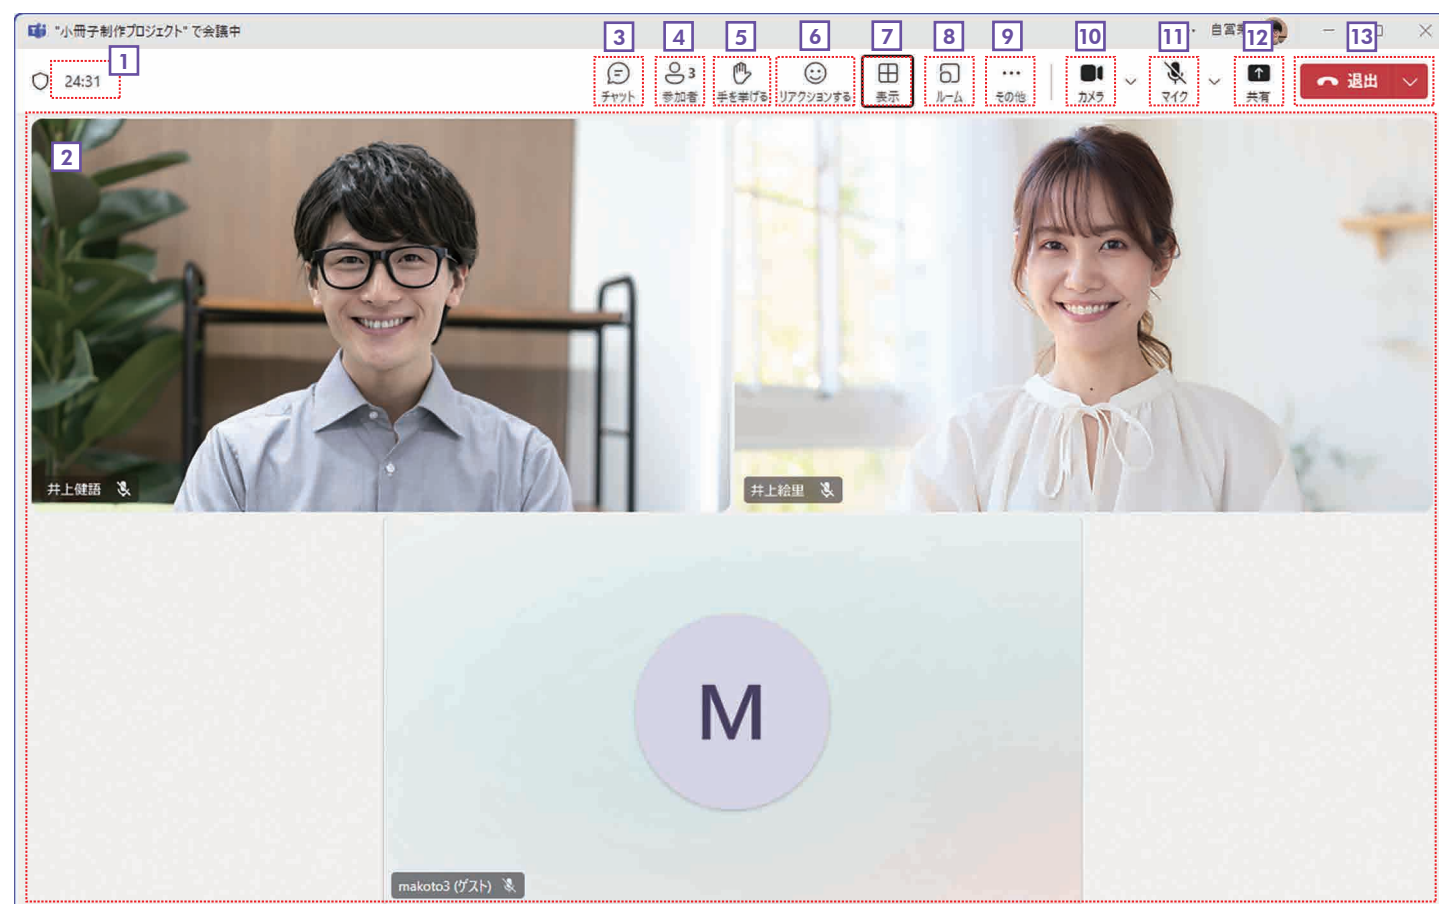 "小冊子制作プロジェクト" で会議中
1
24:31
2
3
チャット
4
3
参加者
5
手を挙げる
6
リアクションする
7
表示
8
ルーム
9
その他
10
カメラ
11
マイク
12
共有
13
退出
井上健語
井上絵里
M
makoto3 (ゲスト)